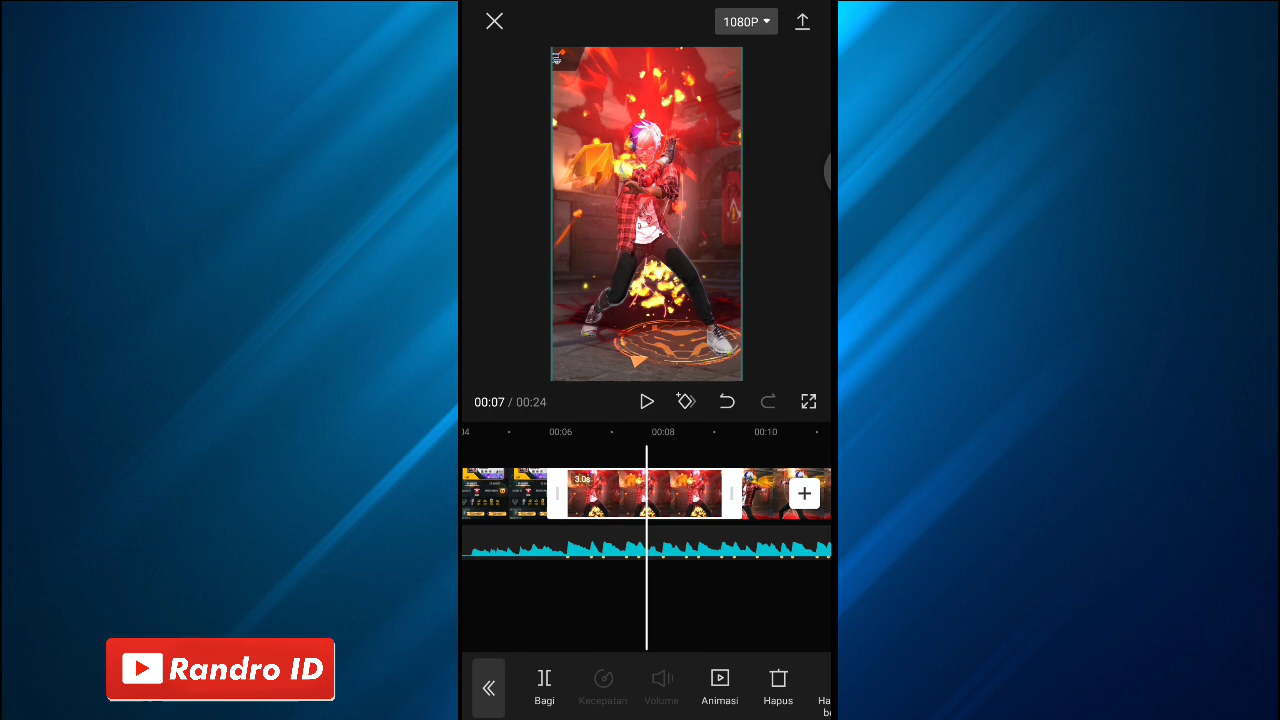 1080P
00:07 / 00:24
04 00:06 00:08 00:10
3.0s
Bagi Kecepatan Volume Animasi Hapus
Randro ID